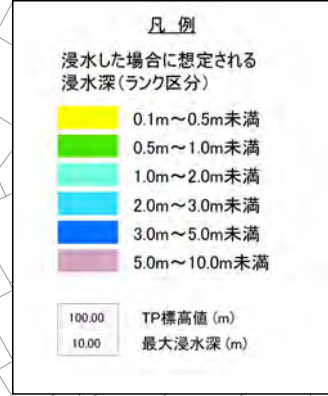 凡 例
浸水した場合に想定される
浸水深(ランク区分)
0.1m～0.5m未満
0.5m～1.0m未満
1.0m～2.0m未満
2.0m～3.0m未満
3.0m～5.0m未満
5.0m～10.0m未満
100.00 TP標高値 (m)
10.00 最大浸水深 (m)